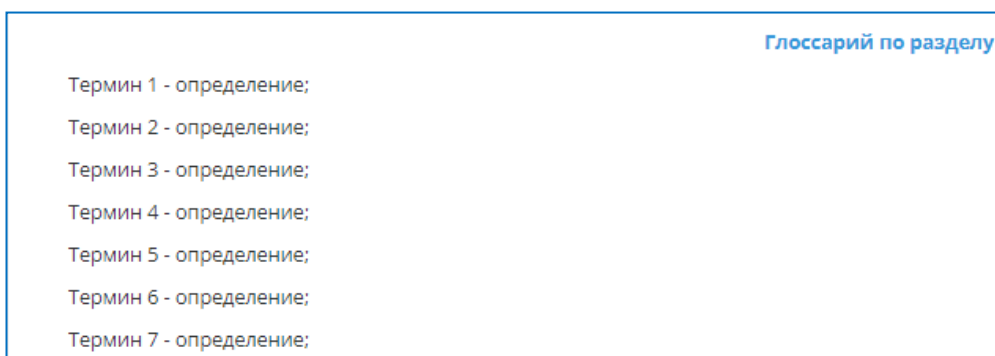 Глоссарий по разделу
Термин 1 - определение;
Термин 2 - определение;
Термин 3 - определение;
Термин 4 - определение;
Термин 5 - определение;
Термин 6 - определение;
Термин 7 - определение;